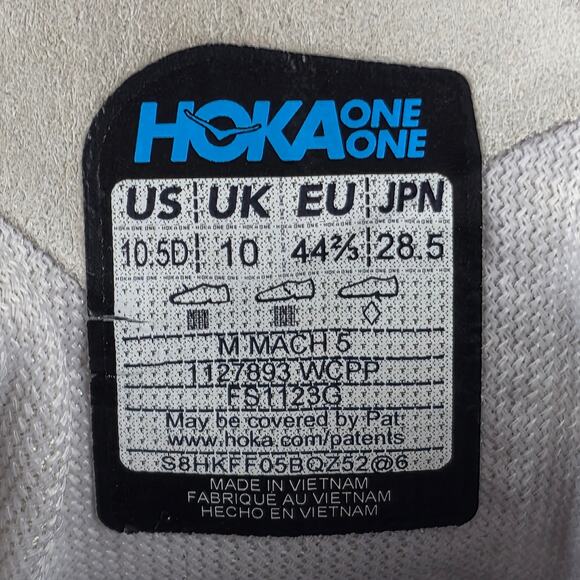 HOKA ONE ONE
US UK EU JPN
10.5D 10 44⅔ 28.5
M MACH 5
1127893 WCPP
FS1123G
May be covered by Pat.
www.hoka.com/patents
S8HKFF05BQZ52@6
MADE IN VIETNAM
FABRIQUÉ AU VIETNAM
HECHO EN VIETNAM